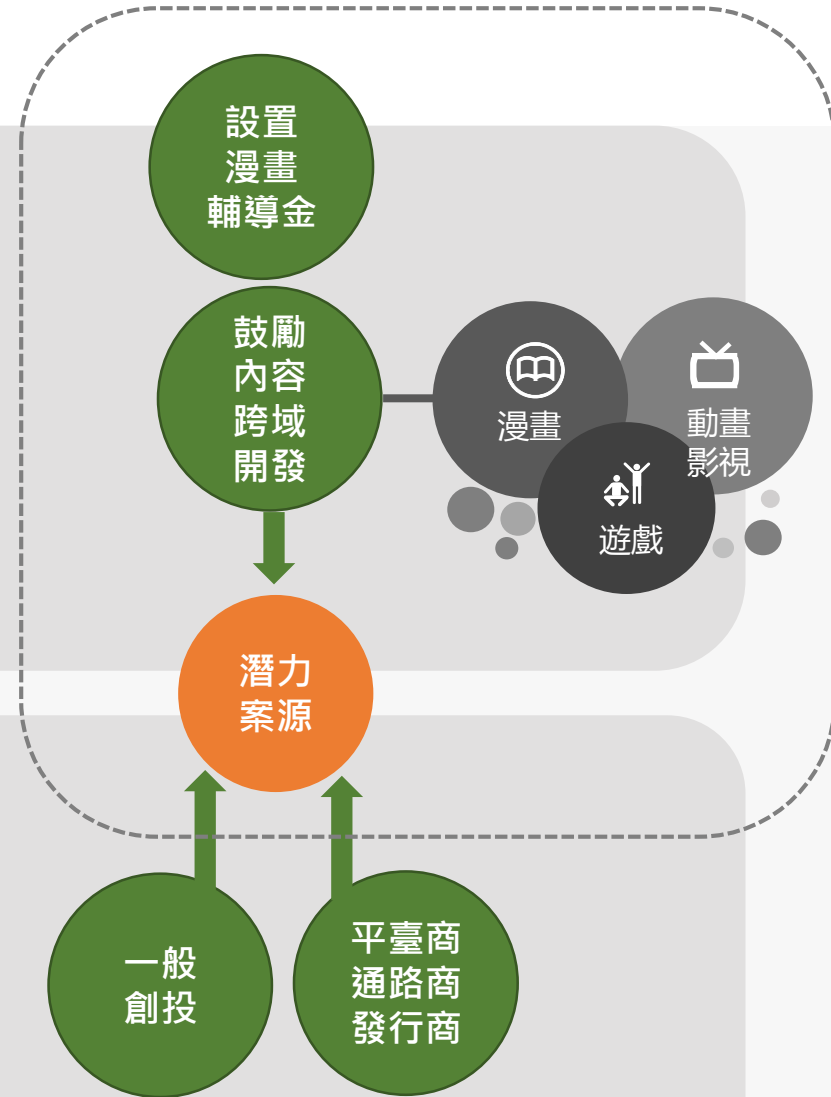 設置
漫畫
輔導金
鼓勵
內容
跨域
開發
漫畫
動畫
影視
遊戲
潛力
案源
一般
創投
平臺商
通路商
發行商